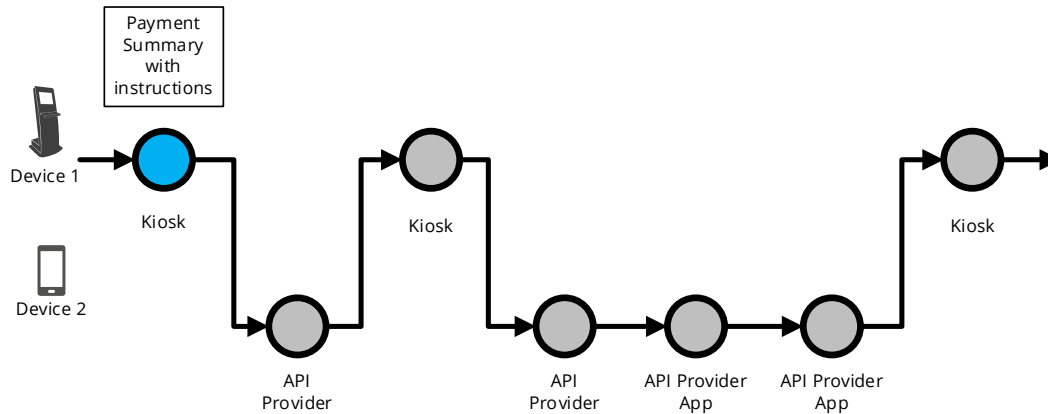 Payment
Summary
with
instructions
Device 1
Kiosk
Kiosk
Kiosk
Device 2
API
Provider
API
Provider
API Provider
App
API Provider
App